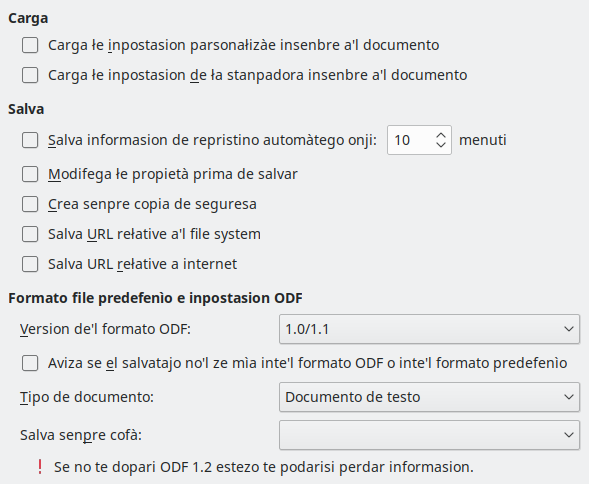 Carga
Carga łe inpostasion parsonałizàe insenbre a'l documento
Carga łe inpostasion de ła stanpadora insenbre a'l documento
Salva
Salva informasion de repristino automàtego onji: 10 menuti
Modifega łe propietà prima de salvar
Crea senpre copia de seguresa
Salva URL rełative a'l file system
Salva URL rełative a internet
Formato file predefenìo e inpostasion ODF
Version de'l formato ODF: 1.0/1.1
Aviza se el salvatajo no'l ze mìa inte'l formato ODF o inte'l formato predefenìo
Tipo de documento: Documento de testo
Salva senpre cofà:
Se no te dopari ODF 1.2 estezo te podarisi perdar informasion.